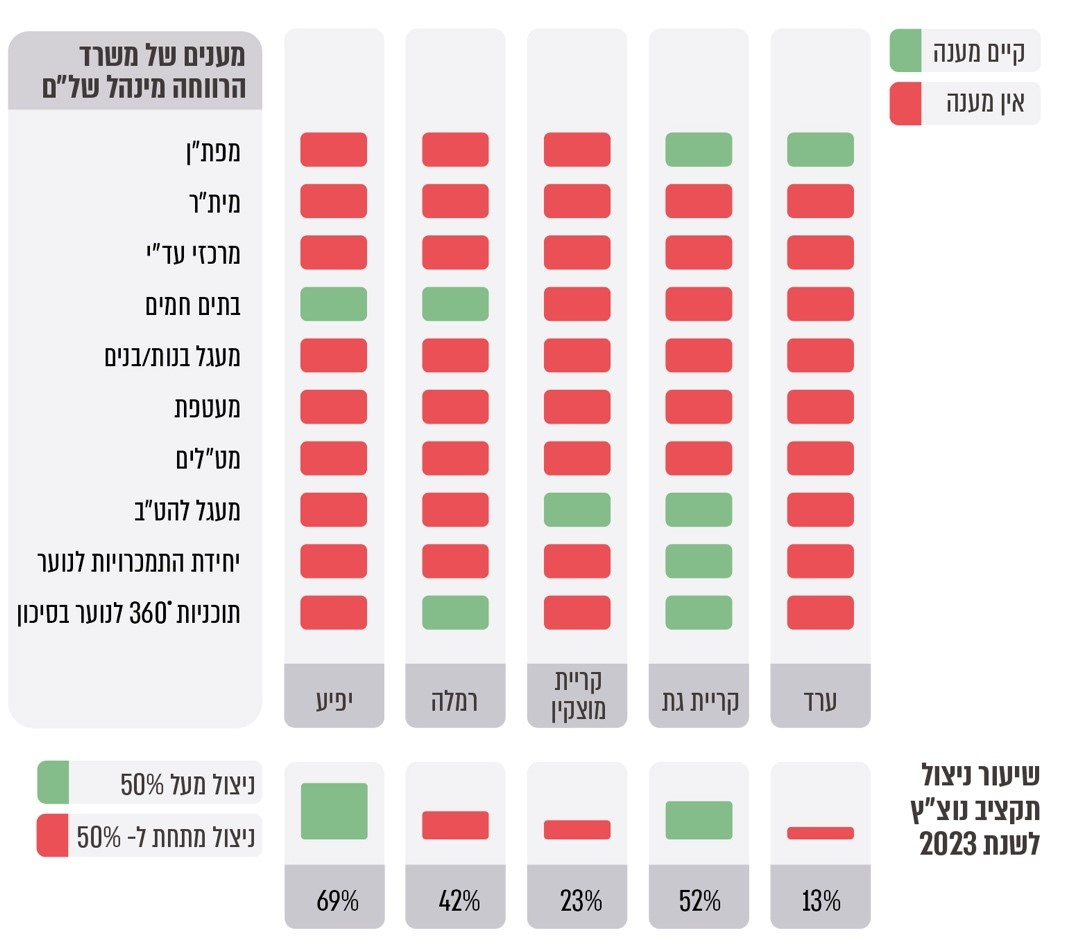 קיים מענה
אין מענה
מענים של משרד
הרווחה מינהל של"ם
מפת"ן
מית"ר
מרכזי עד"י
בתים חמים
מעגל בנות/בנים
מעטפת
מט"לים
מעגל להט"ב
יחידת התמכרויות לנוער
תוכניות 360° לנוער בסיכון
ערד
קריית גת
קריית
מוצקין
רמלה
יפיע
שיעור ניצול
תקציב נוצ"ץ
לשנת 2023
13%
52%
23%
42%
69%
ניצול מעל 50%
ניצול מתחת ל- 50%